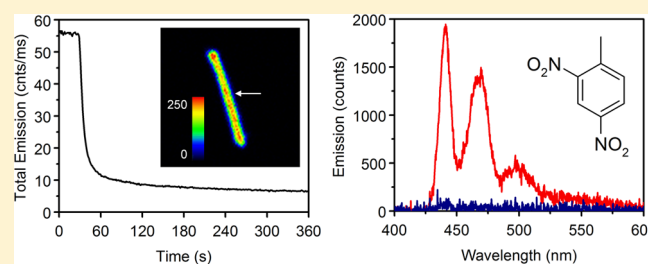 60
50
40
30
20
10
0
Total Emission (cnts/ms)
250
0
0 60 120 180 240 300 360
Time (s)
2000
1500
1000
500
0
Emission (counts)
O₂N
NO₂
400 450 500 550 600
Wavelength (nm)